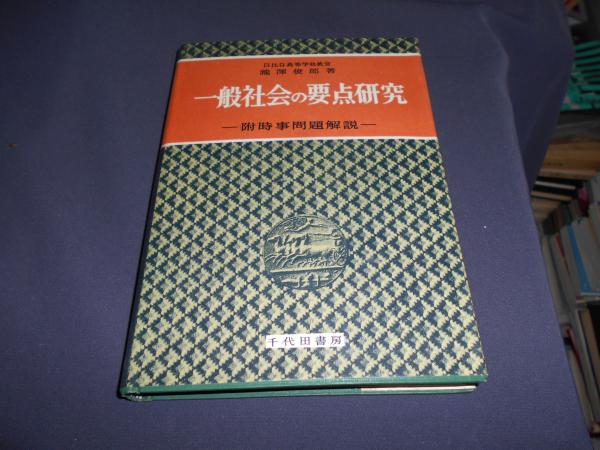 日比谷高等学校教官
瀧澤俊郎著
一般社会の要点研究
―附時事問題解説―
千代田書房